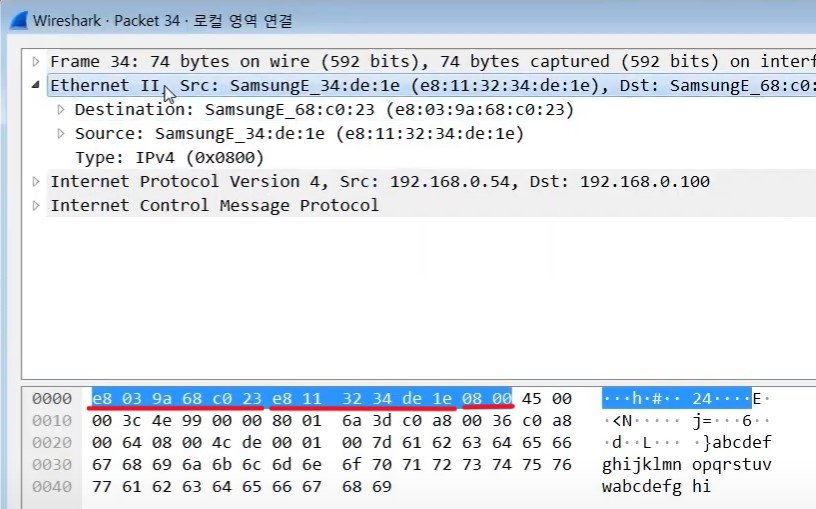 Wireshark · Packet 34 · 로컬 영역 연결
Frame 34: 74 bytes on wire (592 bits), 74 bytes captured (592 bits) on interf
Ethernet II, Src: SamsungE_34:de:1e (e8:11:32:34:de:1e), Dst: SamsungE_68:c0:
Destination: SamsungE_68:c0:23 (e8:03:9a:68:c0:23)
Source: SamsungE_34:de:1e (e8:11:32:34:de:1e)
Type: IPv4 (0x0800)
Internet Protocol Version 4, Src: 192.168.0.54, Dst: 192.168.0.100
Internet Control Message Protocol
0000 e8 03 9a 68 c0 23 e8 11 32 34 de 1e 08 00 45 00 ···h·#·· 24····E·
0010 00 3c 4e 99 00 00 80 01 6a 3d c0 a8 00 36 c0 a8 ·<N····· j=···6··
0020 00 64 08 00 4c de 00 01 00 7d 61 62 63 64 65 66 ·d··L··· ·}abcdef
0030 67 68 69 6a 6b 6c 6d 6e 6f 70 71 72 73 74 75 76 ghijklmn opqrstuv
0040 77 61 62 63 64 65 66 67 68 69 wabcdefg hi